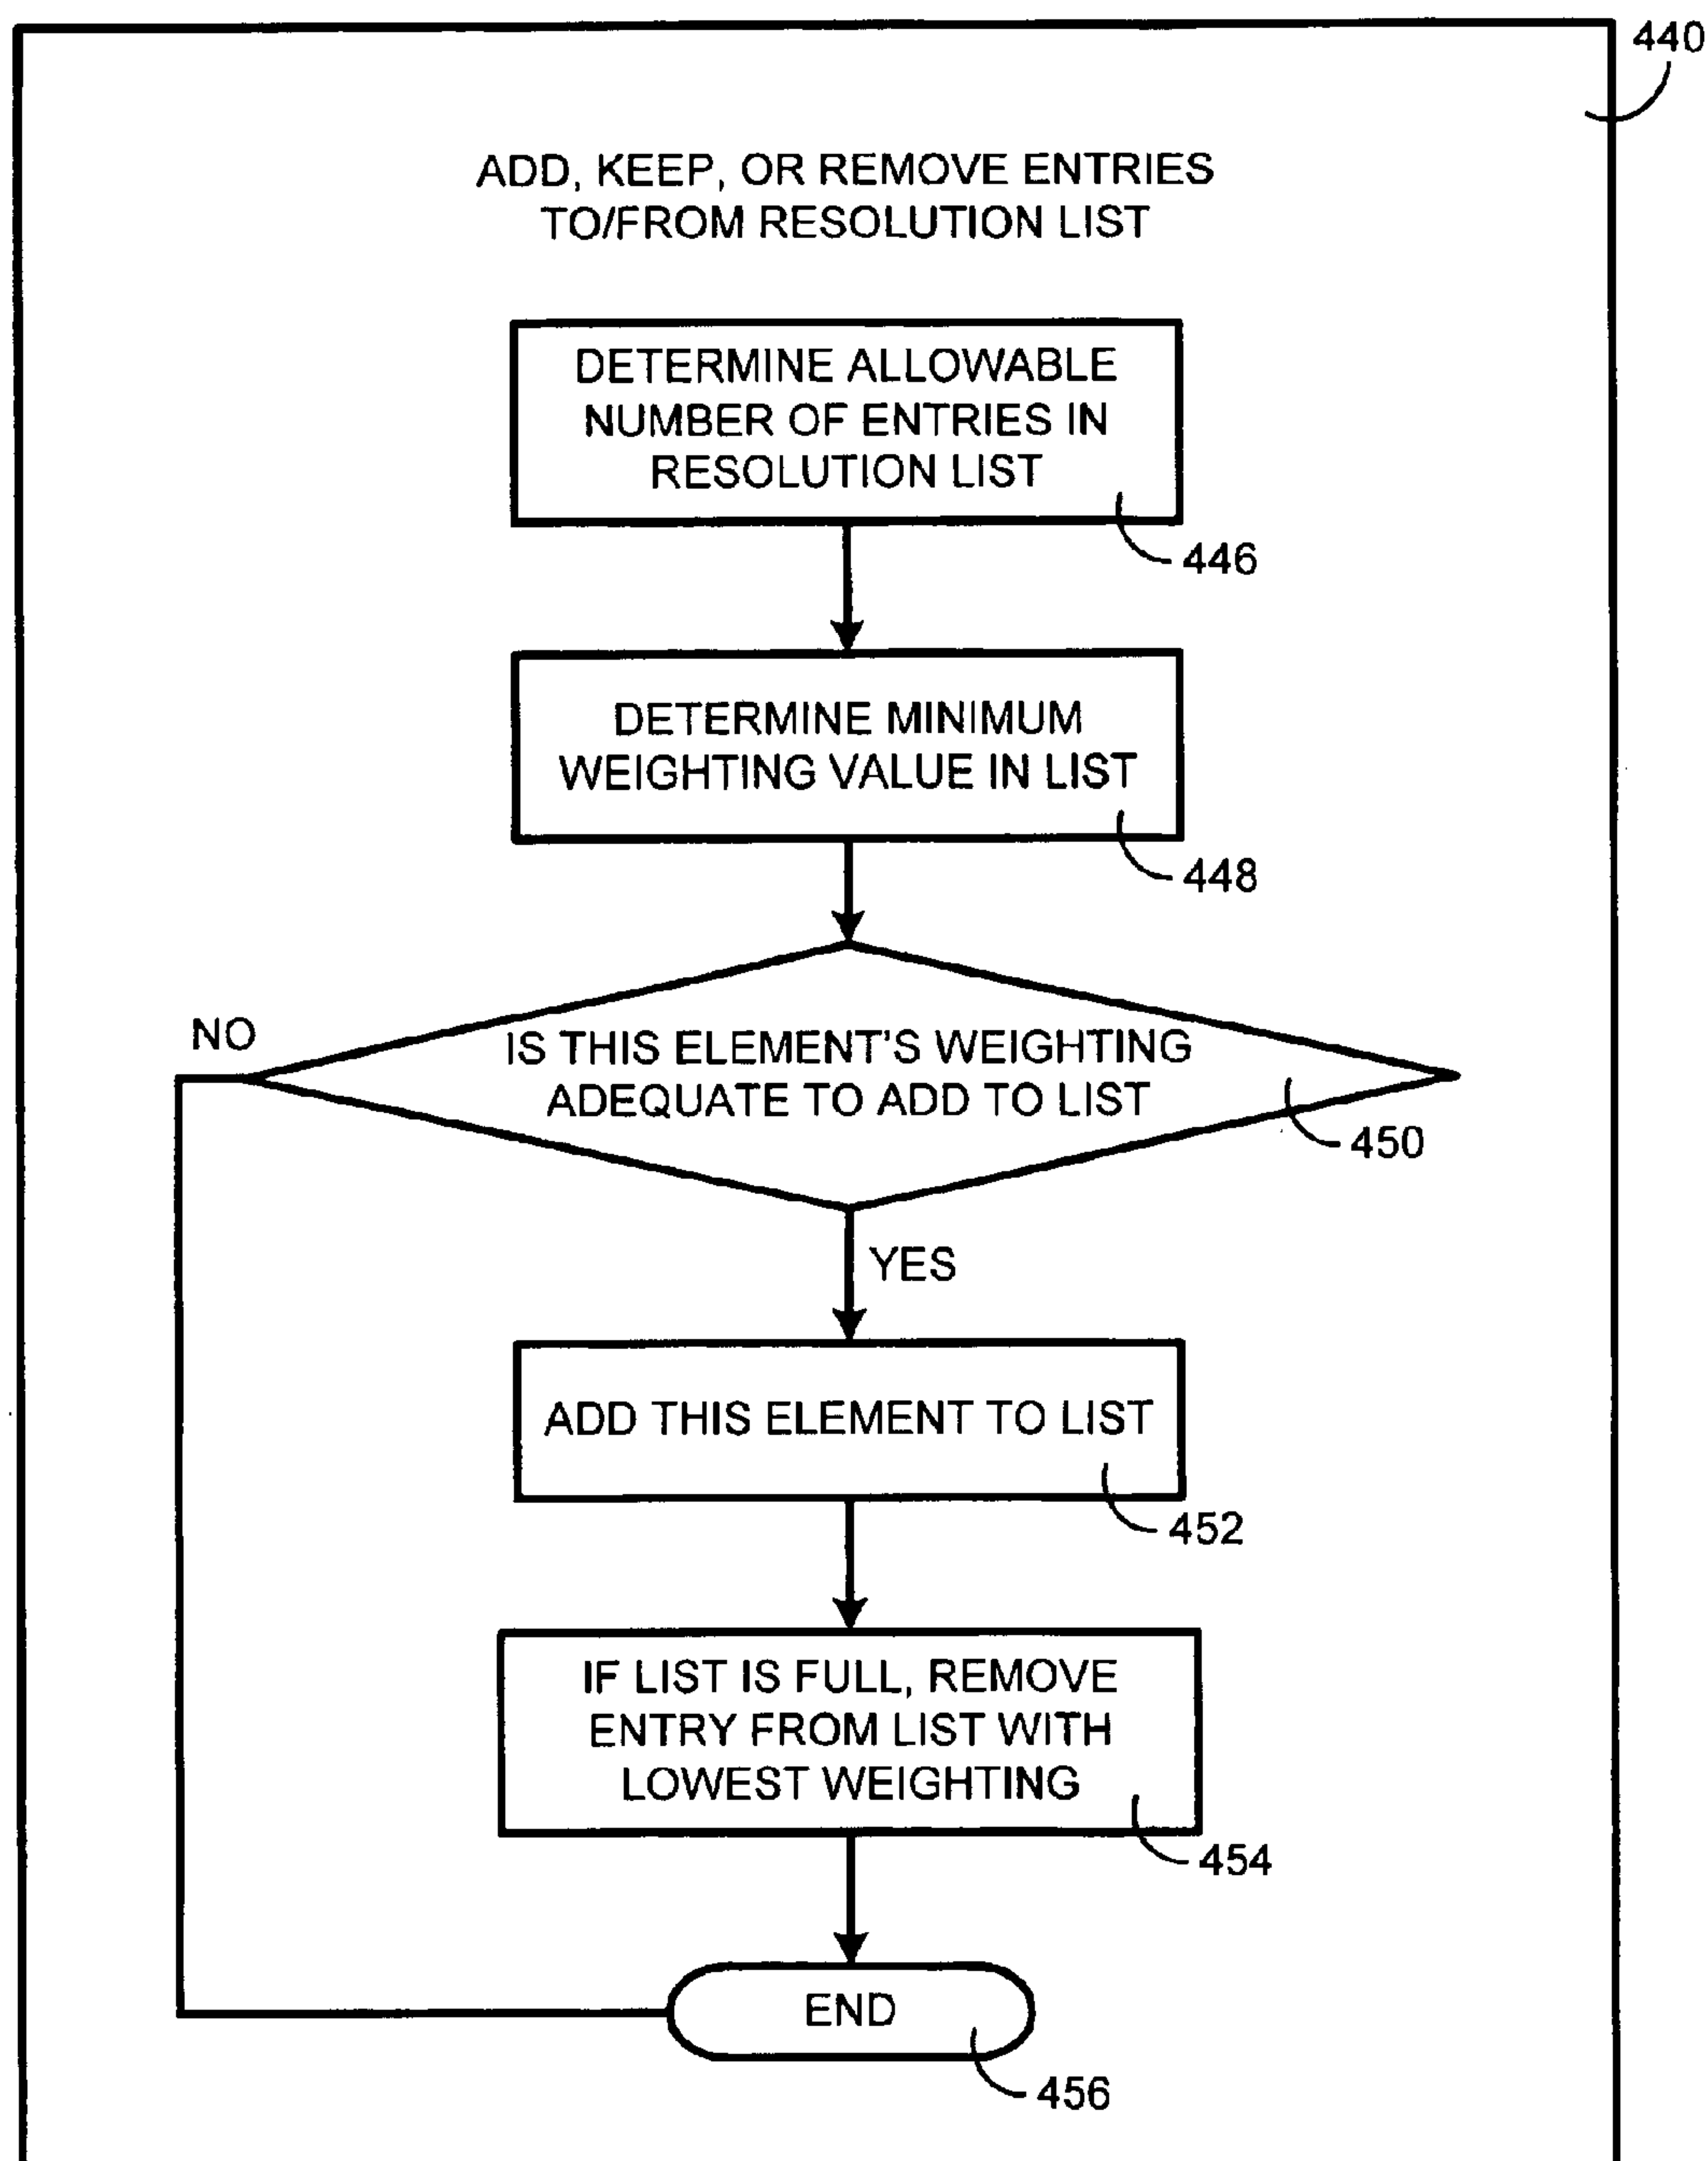 440
ADD, KEEP, OR REMOVE ENTRIES
TO/FROM RESOLUTION LIST
DETERMINE ALLOWABLE
NUMBER OF ENTRIES IN
RESOLUTION LIST
446
DETERMINE MINIMUM
WEIGHTING VALUE IN LIST
448
NO
IS THIS ELEMENT'S WEIGHTING
ADEQUATE TO ADD TO LIST
450
YES
ADD THIS ELEMENT TO LIST
452
IF LIST IS FULL, REMOVE
ENTRY FROM LIST WITH
LOWEST WEIGHTING
454
END
456